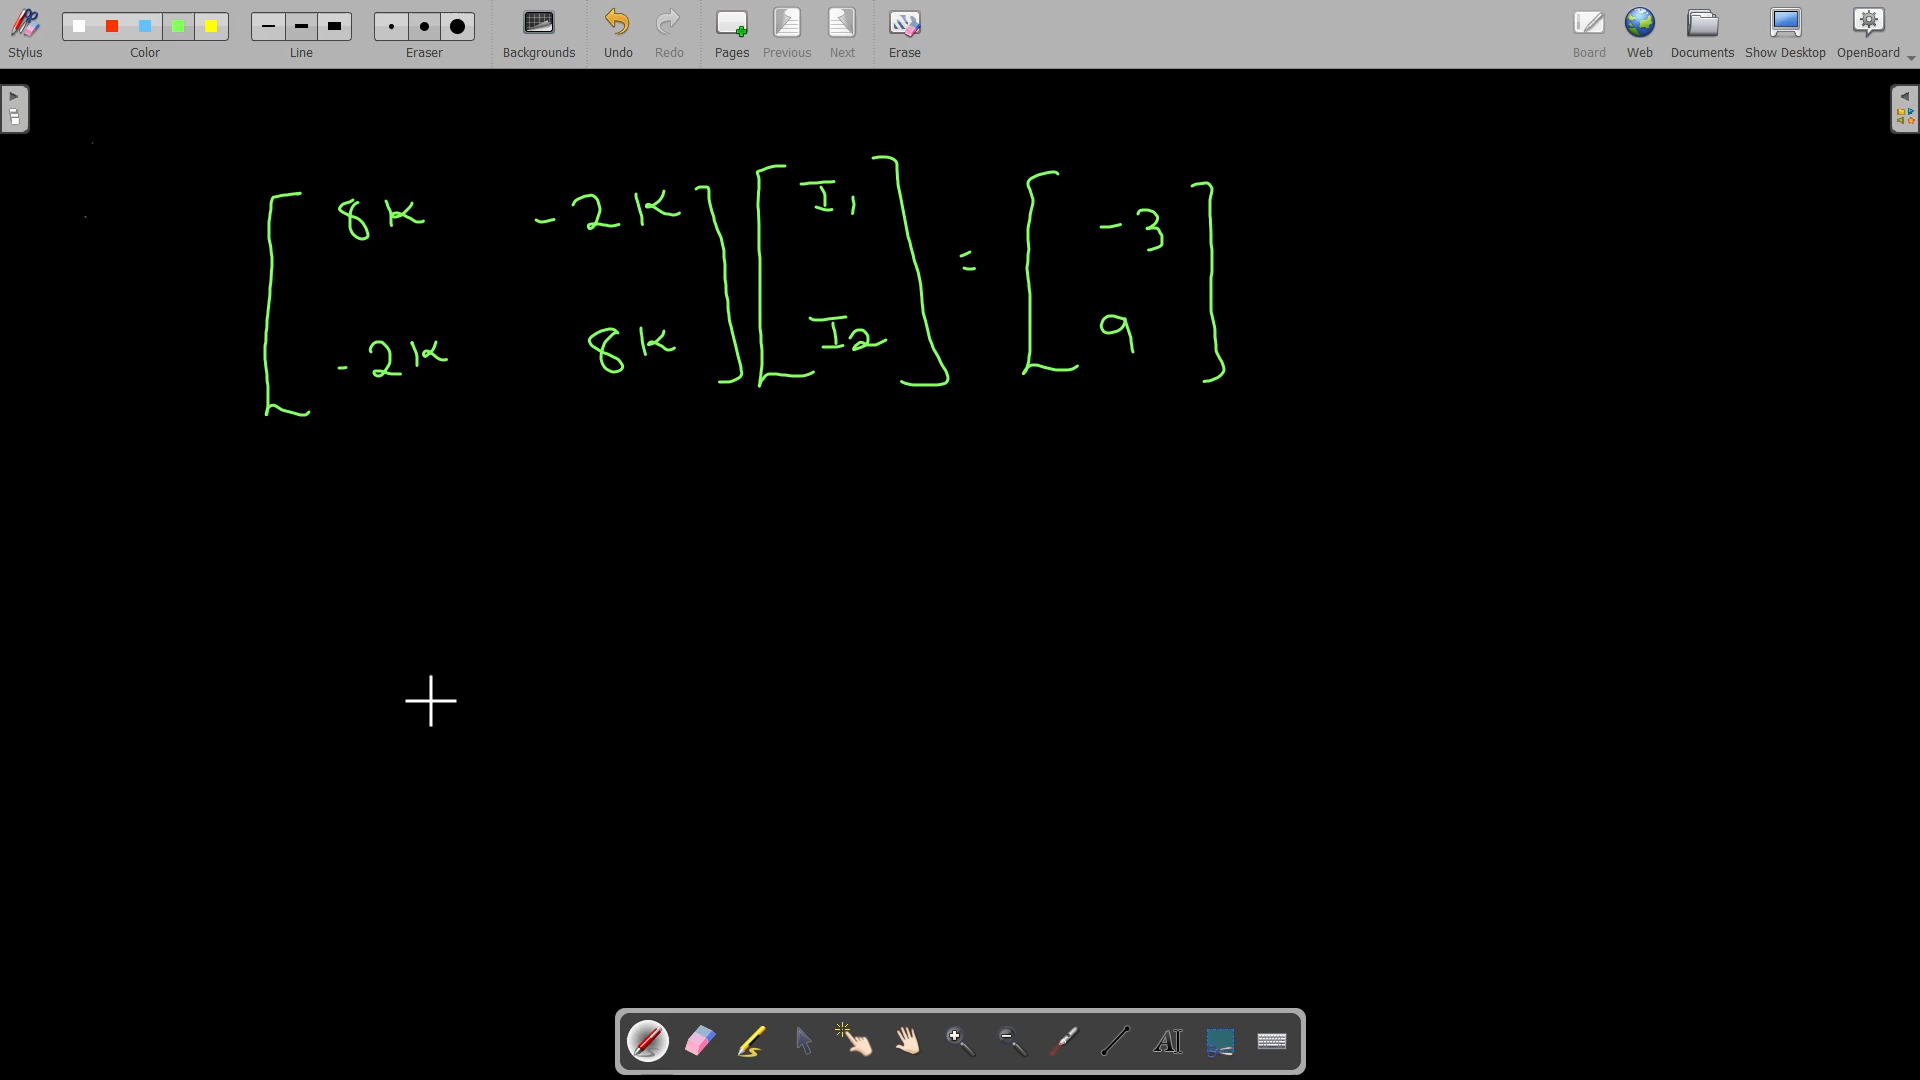 Stylus Color Line Eraser Backgrounds Undo Redo Pages Previous Next Erase Board Web Documents Show Desktop OpenBoard
8K -2K I1 = -3
-2K 8K I2 9
AI